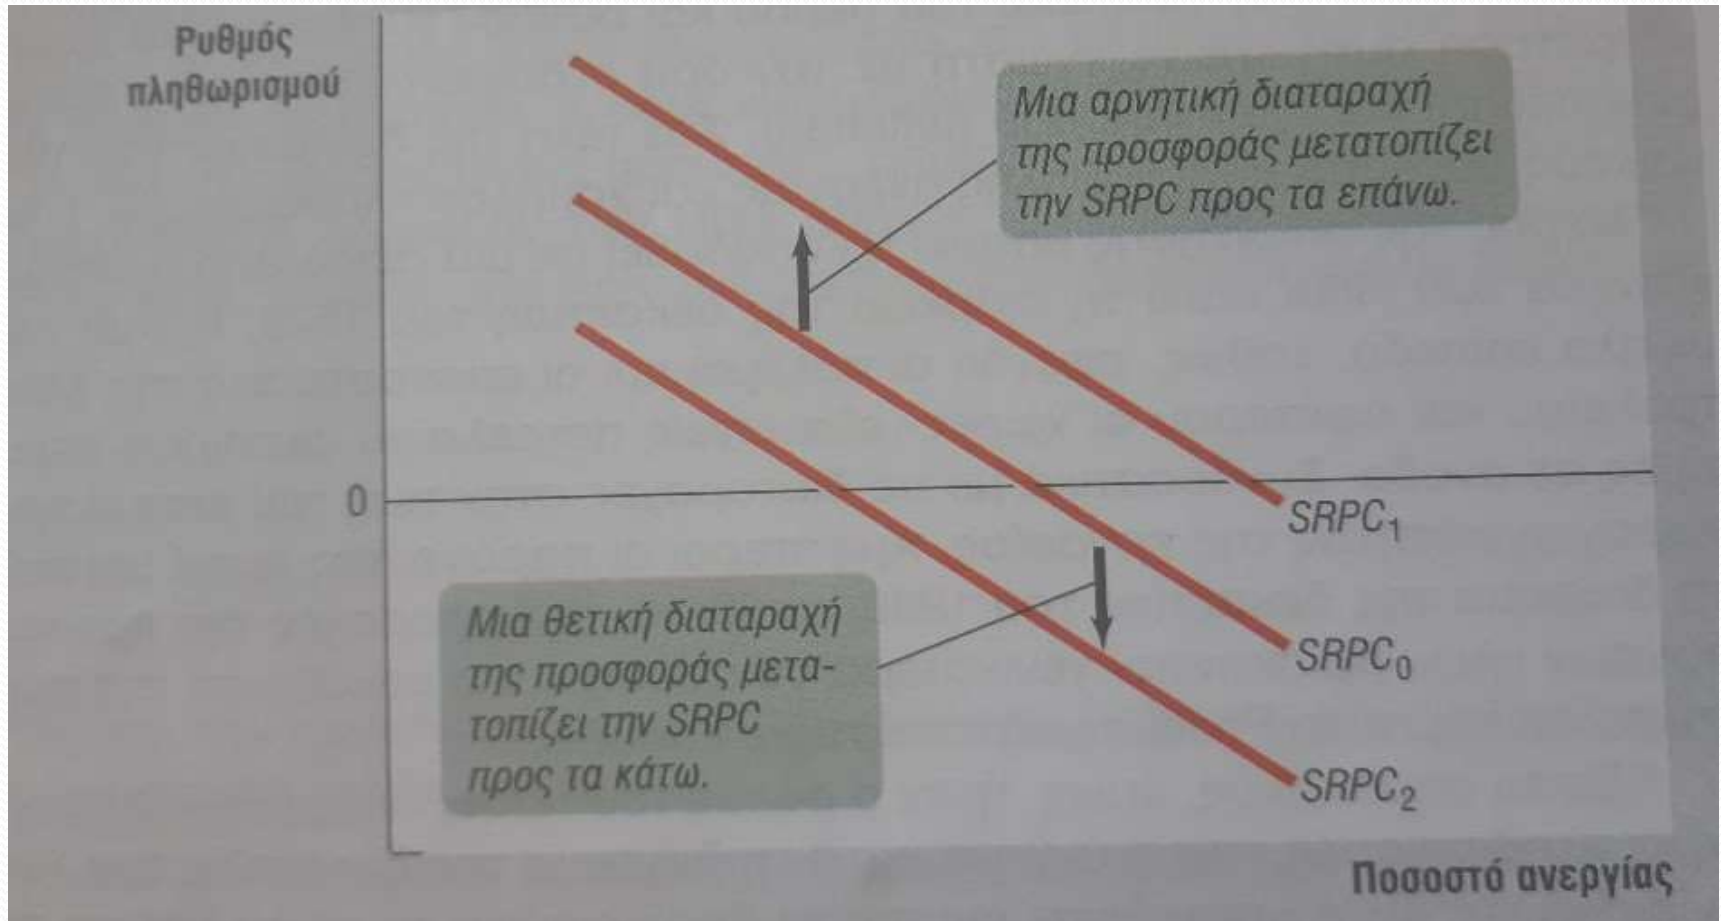 Ρυθμός
πληθωρισμού
Μια αρνητική διαταραχή
της προσφοράς μετατοπίζει
την SRPC προς τα επάνω.
0
SRPC₁
Μια θετική διαταραχή
της προσφοράς μετα-
τοπίζει την SRPC
προς τα κάτω.
SRPC₀
SRPC₂
Ποσοστό ανεργίας